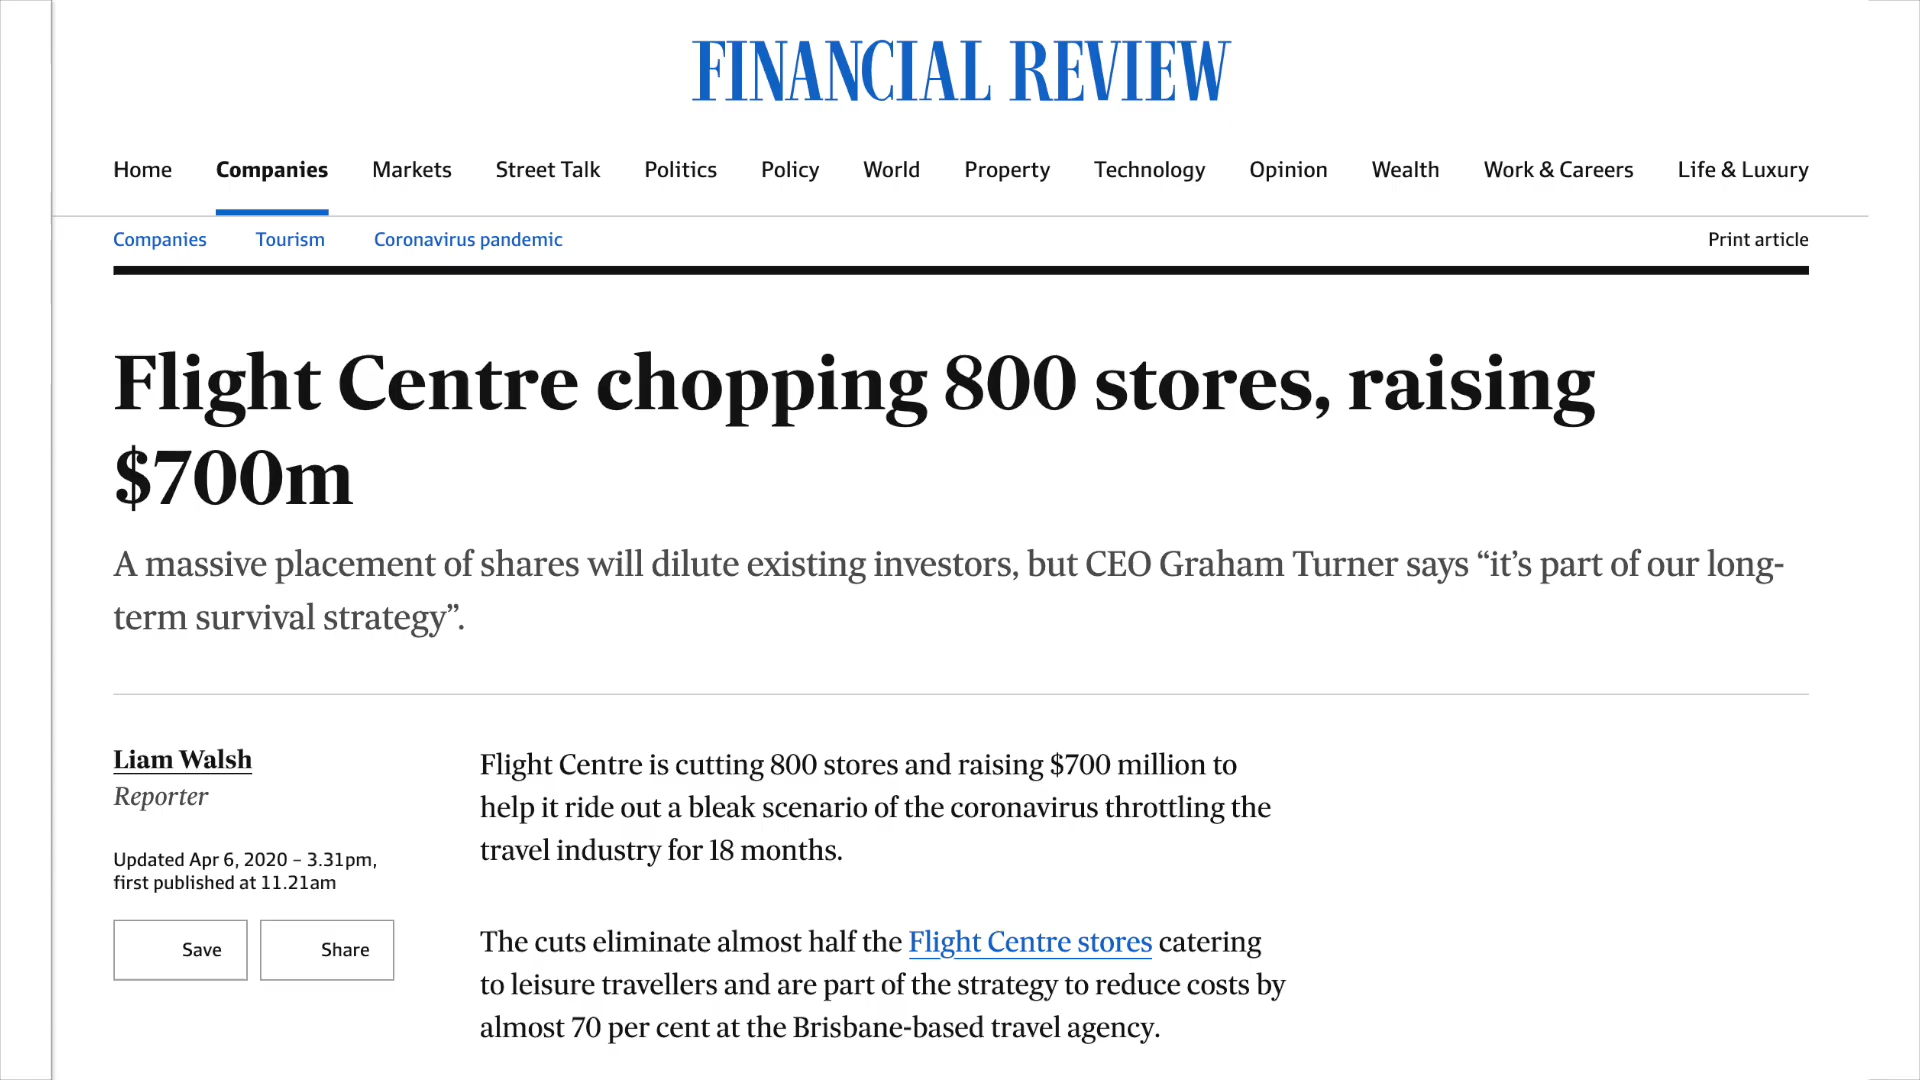 FINANCIAL REVIEW
Home Companies Markets Street Talk Politics Policy World Property Technology Opinion Wealth Work & Careers Life & Luxury
Companies Tourism Coronavirus pandemic Print article
Flight Centre chopping 800 stores, raising
$700m
A massive placement of shares will dilute existing investors, but CEO Graham Turner says “it’s part of our long-
term survival strategy”.
Liam Walsh
Reporter
Updated Apr 6, 2020 – 3.31pm,
first published at 11.21am
Save Share
Flight Centre is cutting 800 stores and raising $700 million to
help it ride out a bleak scenario of the coronavirus throttling the
travel industry for 18 months.
The cuts eliminate almost half the Flight Centre stores catering
to leisure travellers and are part of the strategy to reduce costs by
almost 70 per cent at the Brisbane-based travel agency.